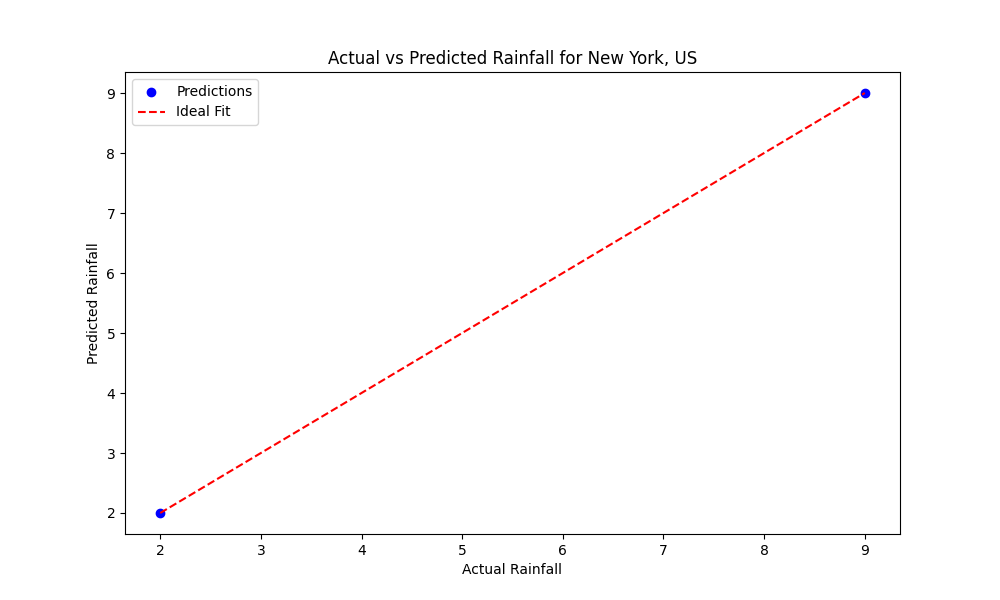 Actual vs Predicted Rainfall for New York, US
Predictions
Ideal Fit
9
8
7
6
5
4
3
2
Predicted Rainfall
2 3 4 5 6 7 8 9
Actual Rainfall